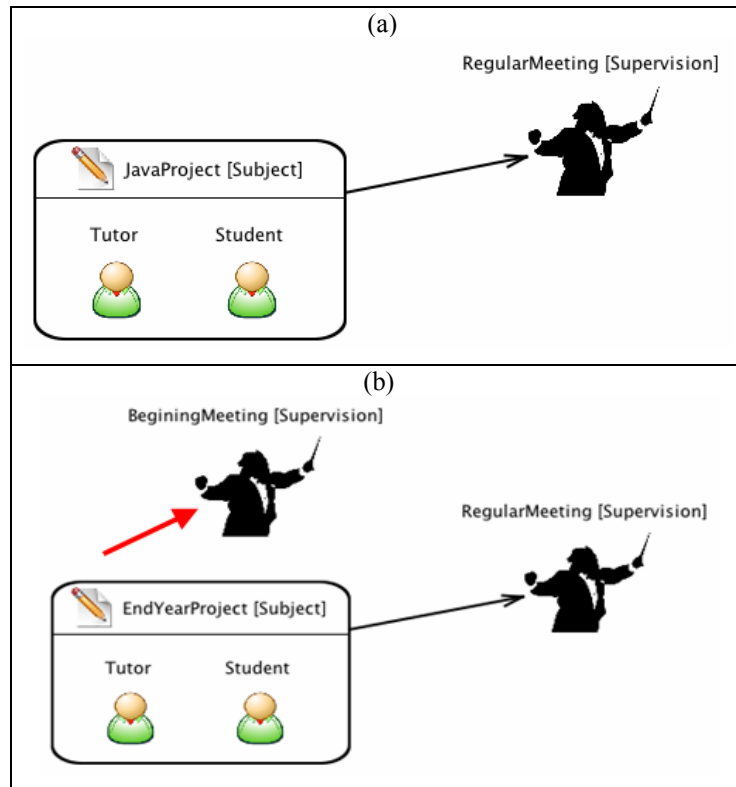 (a)
RegularMeeting [Supervision]
JavaProject [Subject]
Tutor Student
(b)
BeginingMeeting [Supervision]
RegularMeeting [Supervision]
EndYearProject [Subject]
Tutor Student